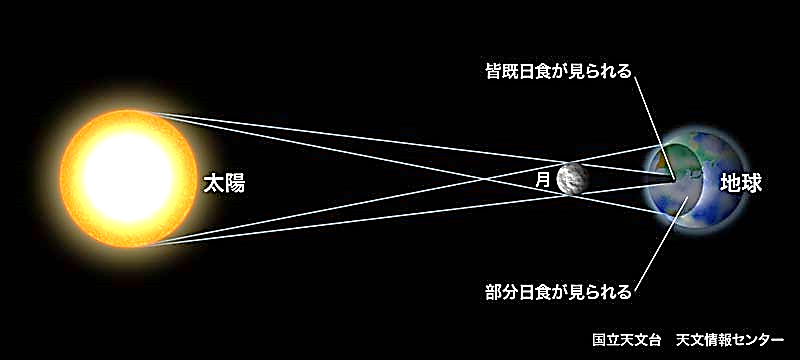 皆既日食が見られる
太陽
月
地球
部分日食が見られる
国立天文台　天文情報センター